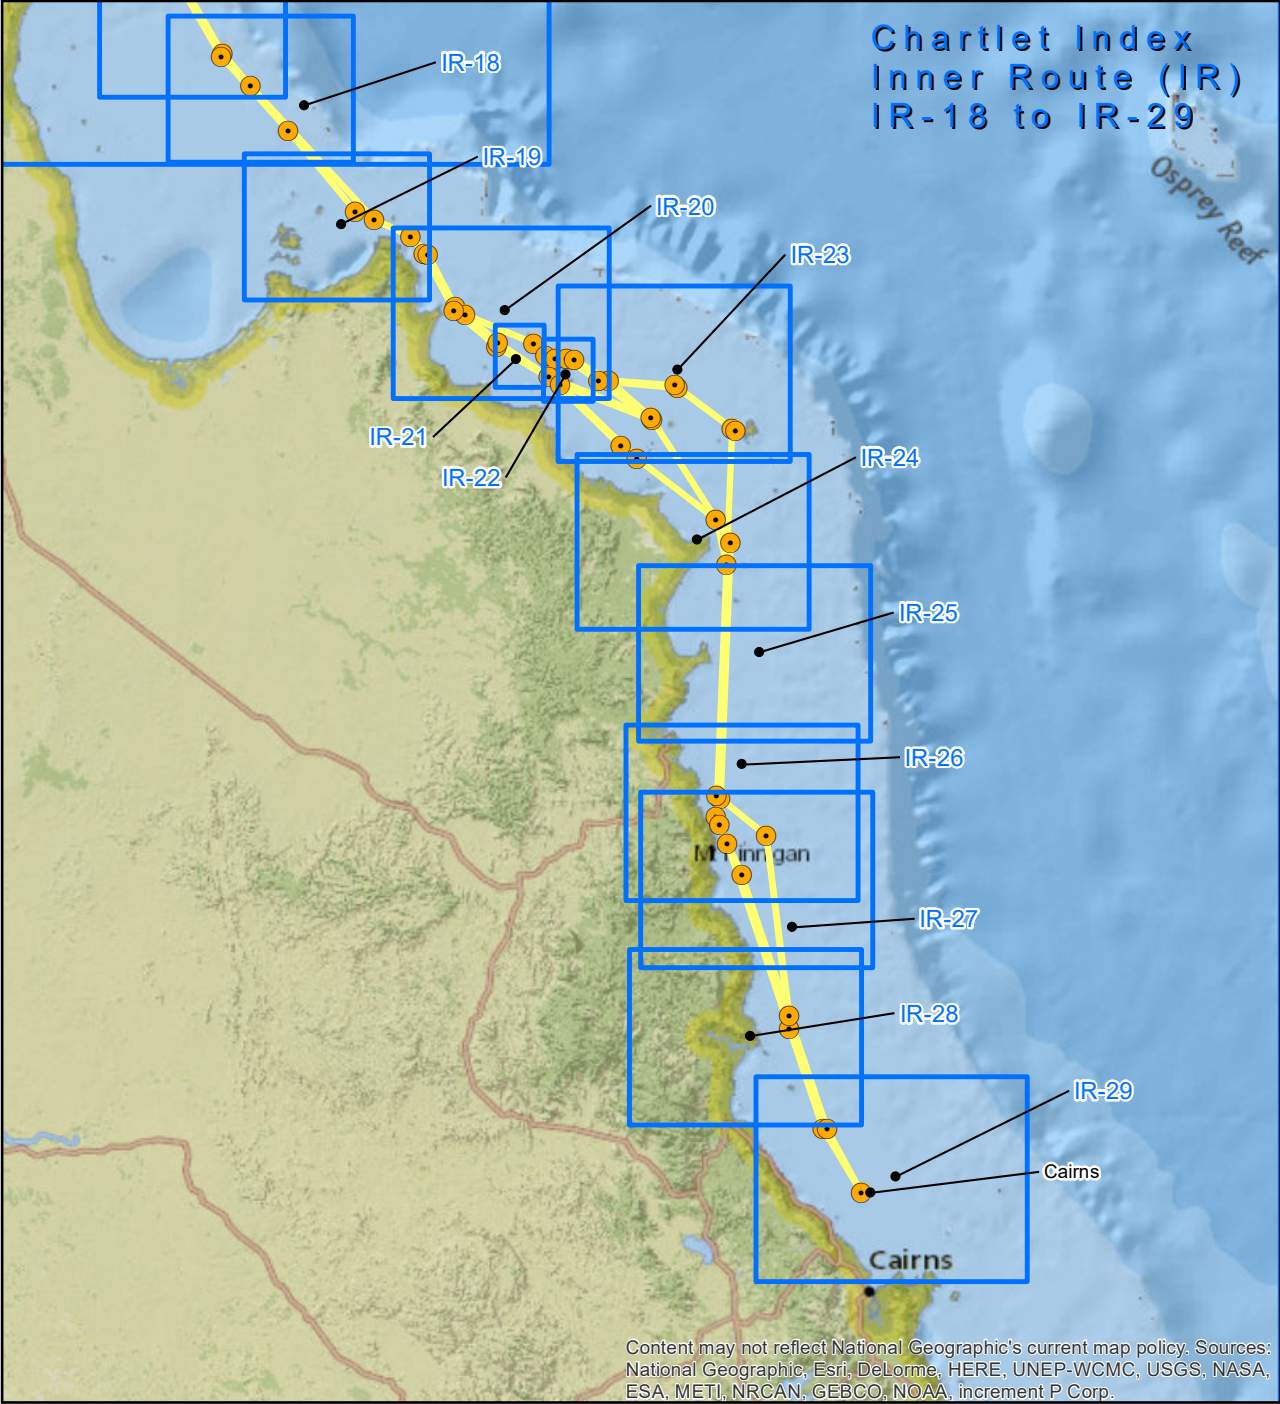 Chartlet Index
Inner Route (IR)
IR-18 to IR-29
IR-18
IR-19
Osprey Reef
IR-20
IR-23
IR-21
IR-22
IR-24
IR-25
IR-26
Mt Finnigan
IR-27
IR-28
IR-29
Cairns
Cairns
Content may not reflect National Geographic's current map policy. Sources:
National Geographic, Esri, DeLorme, HERE, UNEP-WCMC, USGS, NASA,
ESA, METI, NRCAN, GEBCO, NOAA, increment P Corp.